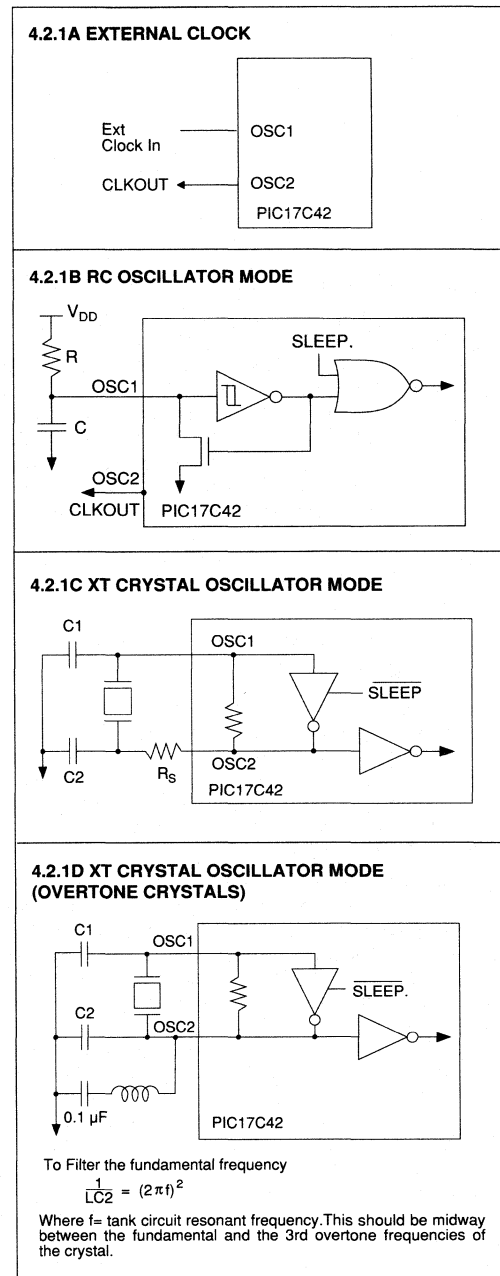 4.2.1A EXTERNAL CLOCK
Ext
Clock In
OSC1
CLKOUT
OSC2
PIC17C42
4.2.1B RC OSCILLATOR MODE
VDD
R
SLEEP.
OSC1
C
OSC2
CLKOUT
PIC17C42
4.2.1C XT CRYSTAL OSCILLATOR MODE
C1
OSC1
SLEEP
C2
RS
OSC2
PIC17C42
4.2.1D XT CRYSTAL OSCILLATOR MODE
(OVERTONE CRYSTALS)
C1
OSC1
SLEEP.
C2
OSC2
0.1 µF
PIC17C42
To Filter the fundamental frequency
1/LC2 = (2πf)²
Where f= tank circuit resonant frequency.This should be midway
between the fundamental and the 3rd overtone frequencies of
the crystal.